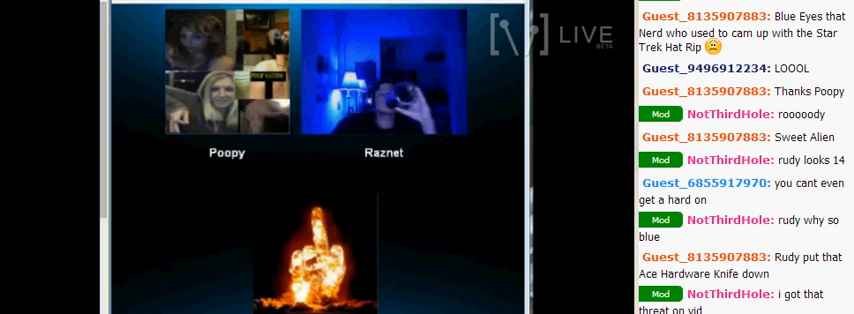 LIVE
BETA
POOP NATION
Poopy
Raznet
Guest_8135907883: Blue Eyes that
Nerd who used to cam up with the Star
Trek Hat Rip
Guest_9496912234: LOOOL
Guest_8135907883: Thanks Poopy
Mod NotThirdHole: rooooody
Guest_8135907883: Sweet Alien
Mod NotThirdHole: rudy looks 14
Guest_6855917970: you cant even
get a hard on
Mod NotThirdHole: rudy why so
blue
Guest_8135907883: Rudy put that
Ace Hardware Knife down
Mod NotThirdHole: i got that
threat on vid